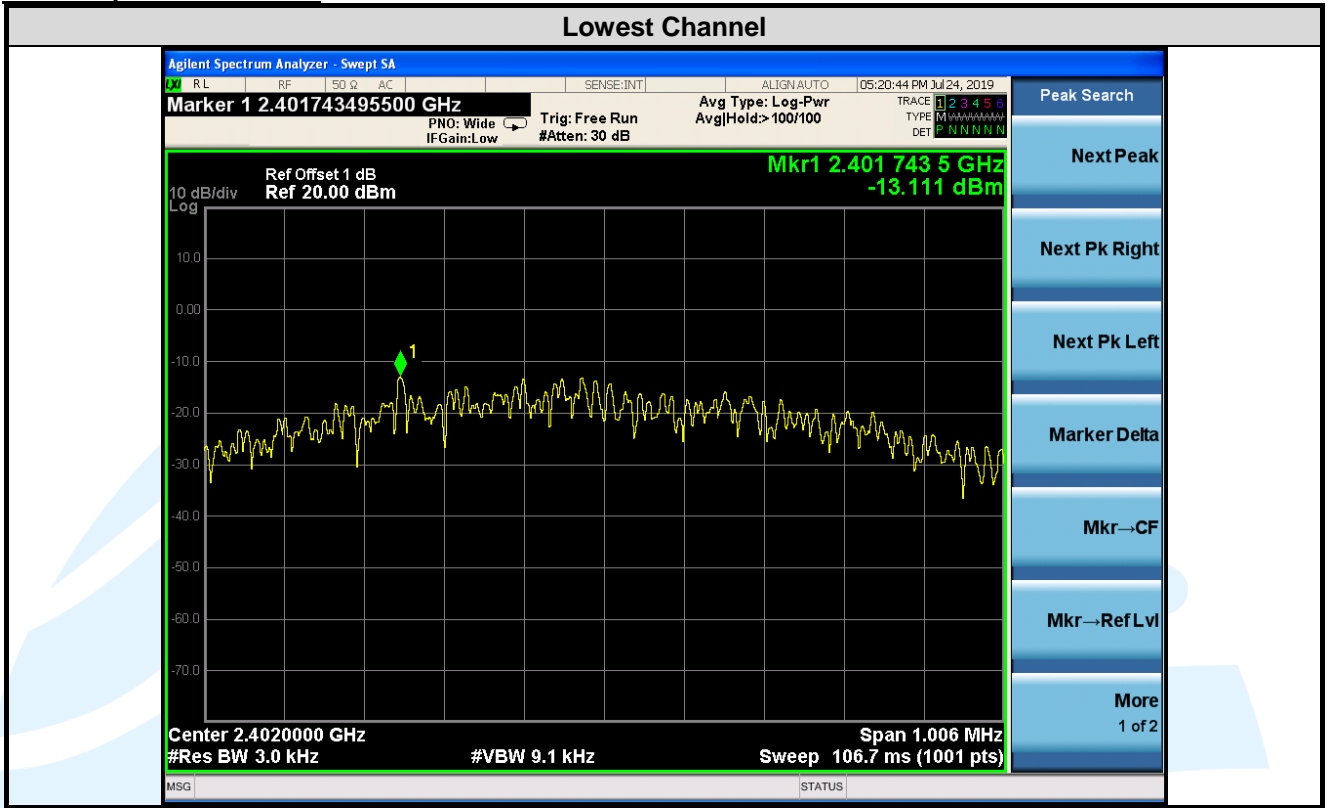 Lowest Channel
Agilent Spectrum Analyzer - Swept SA
LXI RL RF 50 Ω AC SENSE:INT ALIGN AUTO 05:20:44 PM Jul 24, 2019
Marker 1 2.401743495500 GHz
PNO: Wide
IFGain:Low
Trig: Free Run
#Atten: 30 dB
Avg Type: Log-Pwr
Avg|Hold:> 100/100
TRACE 1 2 3 4 5 6
TYPE M W W W W W
DET P N N N N N
Peak Search
Next Peak
Next Pk Right
Next Pk Left
Marker Delta
Mkr→CF
Mkr→Ref Lvl
More
1 of 2
Mkr1 2.401 743 5 GHz
-13.111 dBm
Ref Offset 1 dB
10 dB/div Ref 20.00 dBm
Log
10.0
0.00
1
-10.0
-20.0
-30.0
-40.0
-50.0
-60.0
-70.0
Center 2.4020000 GHz Span 1.006 MHz
#Res BW 3.0 kHz #VBW 9.1 kHz Sweep 106.7 ms (1001 pts)
MSG STATUS